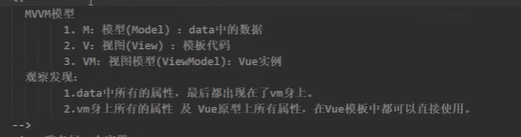 MVVM模型
1. M: 模型(Model) : data中的数据
2. V: 视图(View) : 模板代码
3. VM: 视图模型(ViewModel): Vue实例
观察发现:
1.data中所有的属性，最后都出现在了vm身上。
2.vm身上所有的属性 及 Vue原型上所有属性，在Vue模板中都可以直接使用。
-->